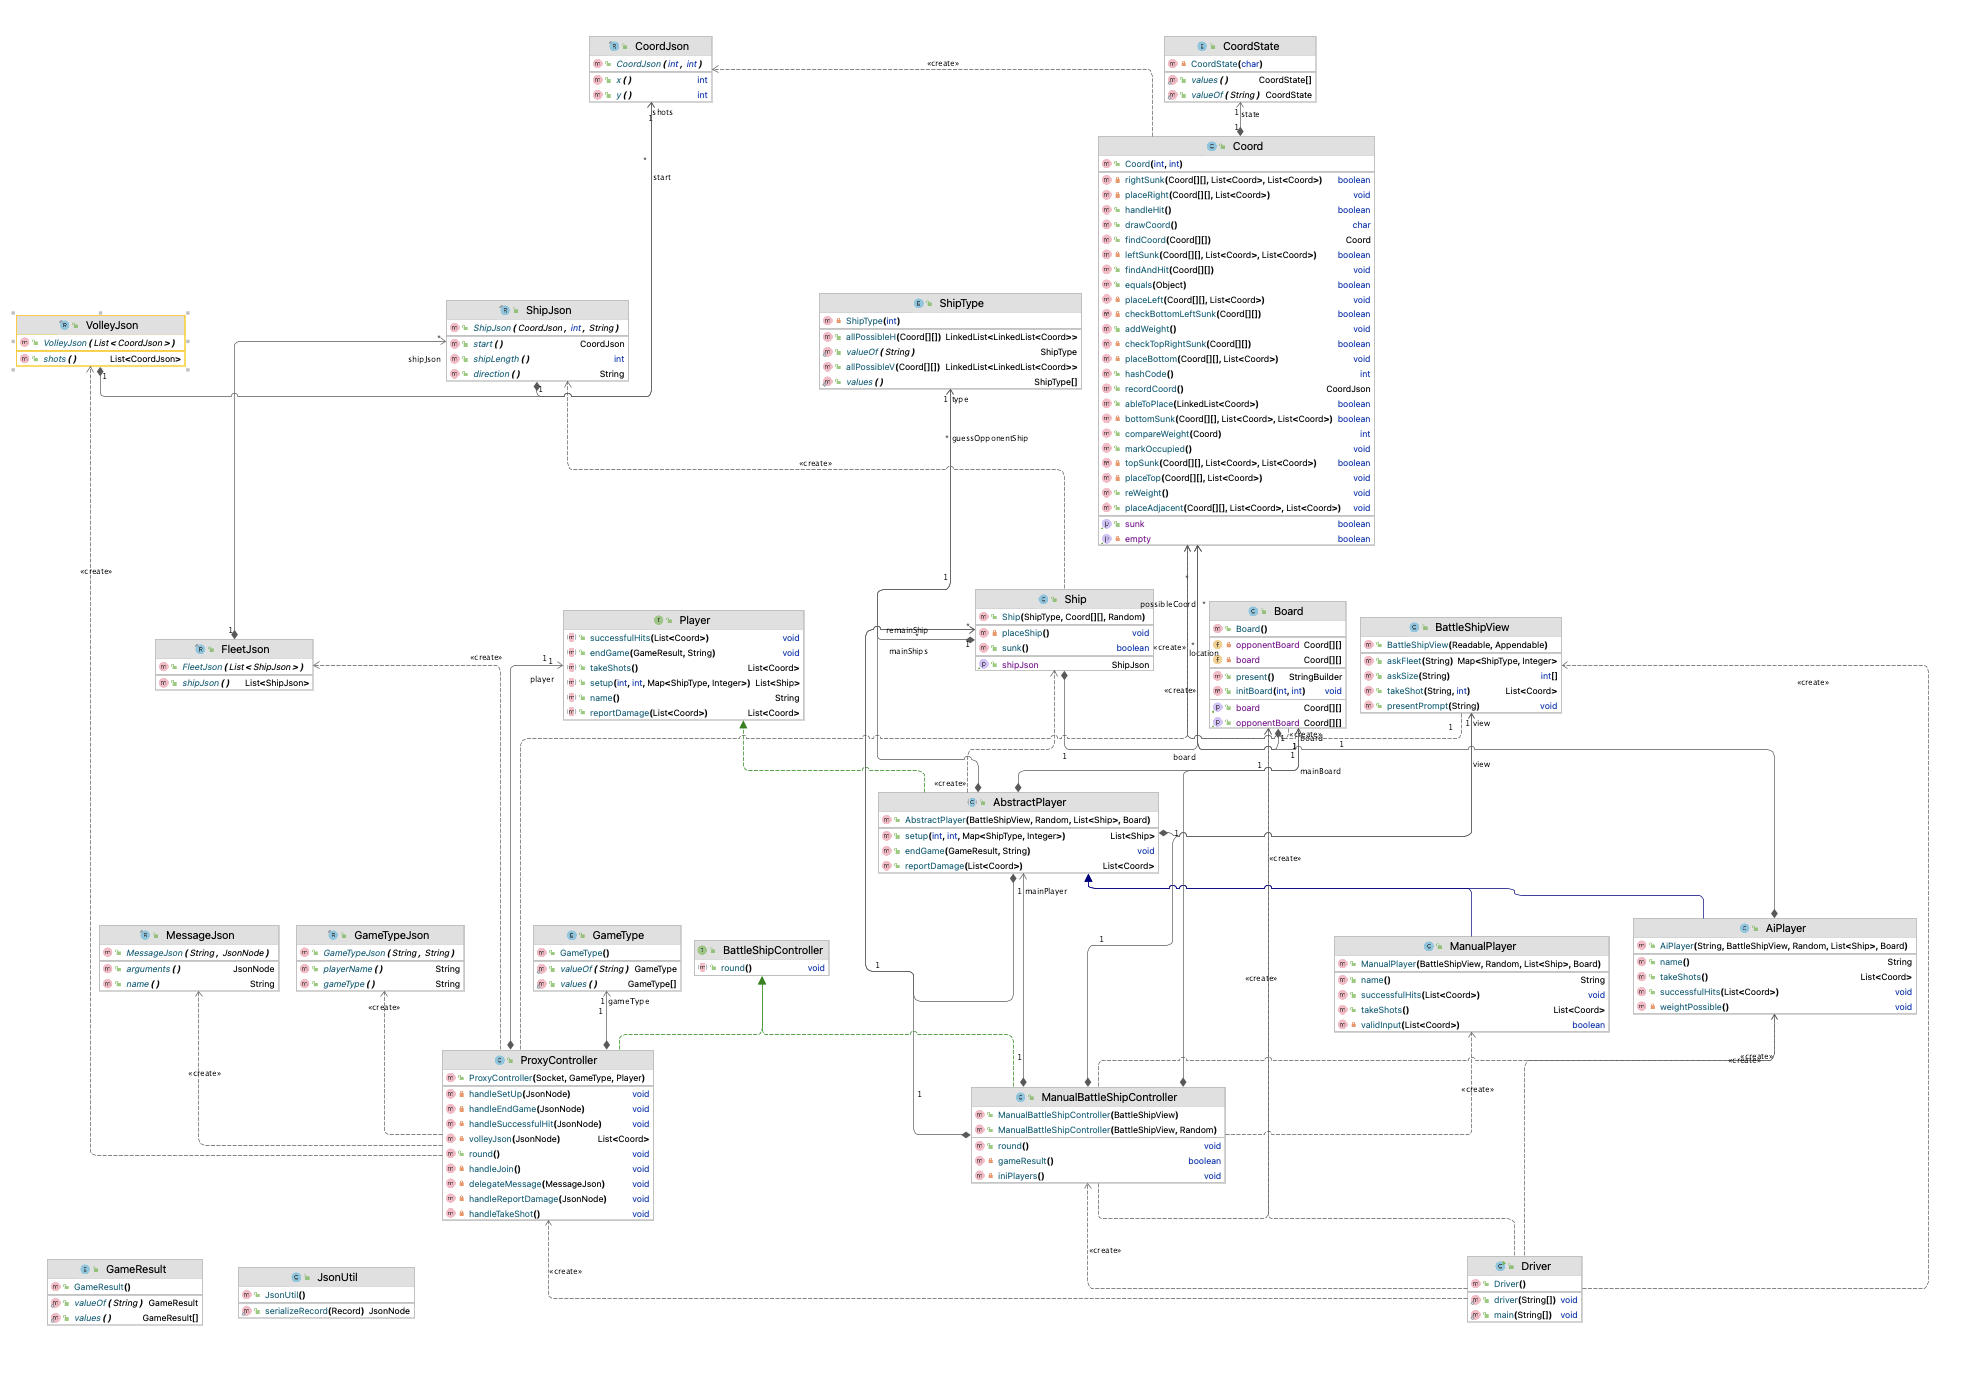 CoordJson
CoordJson(int, int)
x() int
y() int
CoordState
CoordState(char)
values() CoordState[]
valueOf(String) CoordState
«create»
shots
1
*
start
1 state
1
Coord
Coord(int, int)
rightSunk(Coord[][], List<Coord>, List<Coord>) boolean
placeRight(Coord[][], List<Coord>) void
handleHit() boolean
drawCoord() char
findCoord(Coord[][]) Coord
leftSunk(Coord[][], List<Coord>, List<Coord>) boolean
findAndHit(Coord[][]) void
equals(Object) boolean
placeLeft(Coord[][], List<Coord>) void
checkBottomLeftSunk(Coord[][]) boolean
addWeight() void
checkTopRightSunk(Coord[][]) boolean
placeBottom(Coord[][], List<Coord>) void
hashCode() int
recordCoord() CoordJson
ableToPlace(LinkedList<Coord>) boolean
bottomSunk(Coord[][], List<Coord>, List<Coord>) boolean
compareWeight(Coord) int
markOccupied() void
topSunk(Coord[][], List<Coord>, List<Coord>) boolean
placeTop(Coord[][], List<Coord>) void
reWeight() void
placeAdjacent(Coord[][], List<Coord>, List<Coord>) void
sunk boolean
empty boolean
VolleyJson
VolleyJson(List<CoordJson>)
shots() List<CoordJson>
1
ShipJson
ShipJson(CoordJson, int, String)
start() CoordJson
shipLength() int
direction() String
*
shipJson
1
ShipType
ShipType(int)
allPossibleH(Coord[][]) LinkedList<LinkedList<Coord>>
valueOf(String) ShipType
allPossibleV(Coord[][]) LinkedList<LinkedList<Coord>>
values() ShipType[]
1 type
* guessOpponentShip
«create»
«create»
1
Ship
Ship(ShipType, Coord[][], Random)
placeShip() void
sunk() boolean
shipJson ShipJson
remainShip
*
mainShips
*
1
*
possibleCoord *
*
location
«create»
«create»
Board
Board()
opponentBoard Coord[][]
board Coord[][]
present() StringBuilder
initBoard(int, int) void
board Coord[][]
opponentBoard Coord[][]
BattleShipView
BattleShipView(Readable, Appendable)
askFleet(String) Map<ShipType, Integer>
askSize(String) int[]
takeShot(String, int) List<Coord>
presentPrompt(String) void
«create»
Player
successfulHits(List<Coord>) void
endGame(GameResult, String) void
takeShots() List<Coord>
setup(int, int, Map<ShipType, Integer>) List<Ship>
name() String
reportDamage(List<Coord>) List<Coord>
1 1
player
1
FleetJson
FleetJson(List<ShipJson>)
shipJson() List<ShipJson>
«create»
1
«create»
board
1
1
1
1
1 view
1
board
1 mainBoard
view
«create»
AbstractPlayer
AbstractPlayer(BattleShipView, Random, List<Ship>, Board)
setup(int, int, Map<ShipType, Integer>) List<Ship>
endGame(GameResult, String) void
reportDamage(List<Coord>) List<Coord>
1
1 mainPlayer
«create»
MessageJson
MessageJson(String, JsonNode)
arguments() JsonNode
name() String
GameTypeJson
GameTypeJson(String, String)
playerName() String
gameType() String
GameType
GameType()
valueOf(String) GameType
values() GameType[]
BattleShipController
round() void
ManualPlayer
ManualPlayer(BattleShipView, Random, List<Ship>, Board)
name() String
successfulHits(List<Coord>) void
takeShots() List<Coord>
validInput(List<Coord>) boolean
AiPlayer
AiPlayer(String, BattleShipView, Random, List<Ship>, Board)
name() String
takeShots() List<Coord>
successfulHits(List<Coord>) void
weightPossible() void
1
1
«create»
«create»
1 gameType
1
«create»
1
«create»
«create»
«create»
1
ProxyController
ProxyController(Socket, GameType, Player)
handleSetUp(JsonNode) void
handleEndGame(JsonNode) void
handleSuccessfulHit(JsonNode) void
volleyJson(JsonNode) List<Coord>
round() void
handleJoin() void
delegateMessage(MessageJson) void
handleReportDamage(JsonNode) void
handleTakeShot() void
ManualBattleShipController
ManualBattleShipController(BattleShipView)
ManualBattleShipController(BattleShipView, Random)
round() void
gameResult() boolean
iniPlayers() void
«create»
«create»
GameResult
GameResult()
valueOf(String) GameResult
values() GameResult[]
JsonUtil
JsonUtil()
serializeRecord(Record) JsonNode
Driver
Driver()
driver(String[]) void
main(String[]) void